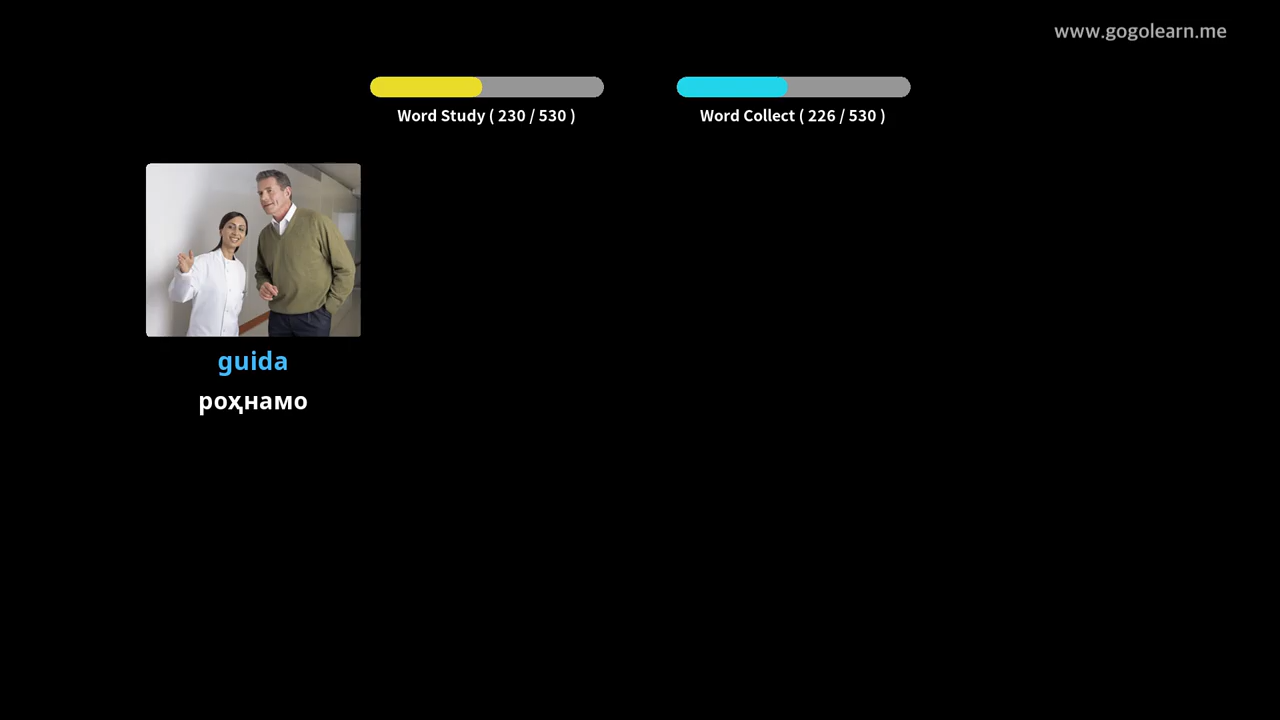 www.gogolearn.me
Word Study ( 230 / 530 )
Word Collect ( 226 / 530 )
guida
роҳнамо